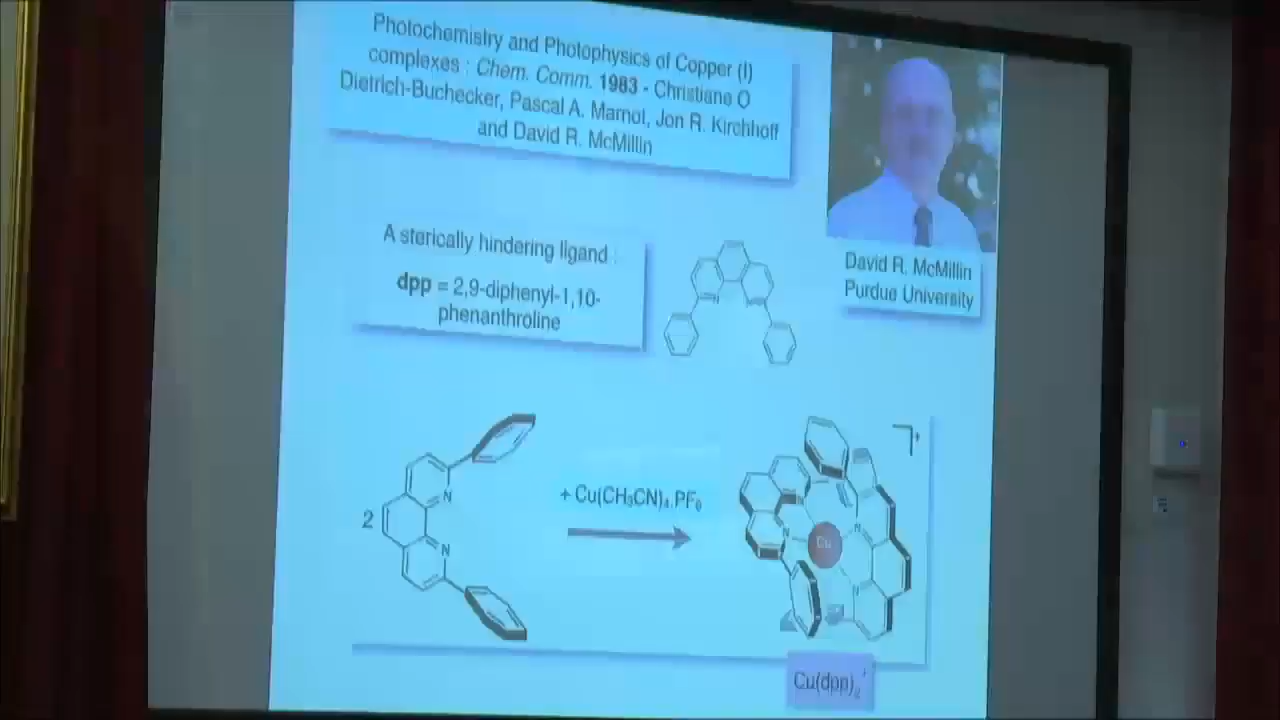 Photochemistry and Photophysics of Copper (I)
complexes : Chem. Comm. 1983 - Christiane O
Dietrich-Buchecker, Pascal A. Marnot, Jon R. Kirchhoff
and David R. McMillin
A sterically hindering ligand :
dpp = 2,9-diphenyl-1,10-
phenanthroline
N
David R. McMillin
Purdue University
2
N
N
+ Cu(CH₃CN)₄.PF₆
+
Cu
N
N
N
Cu(dpp)₂⁺